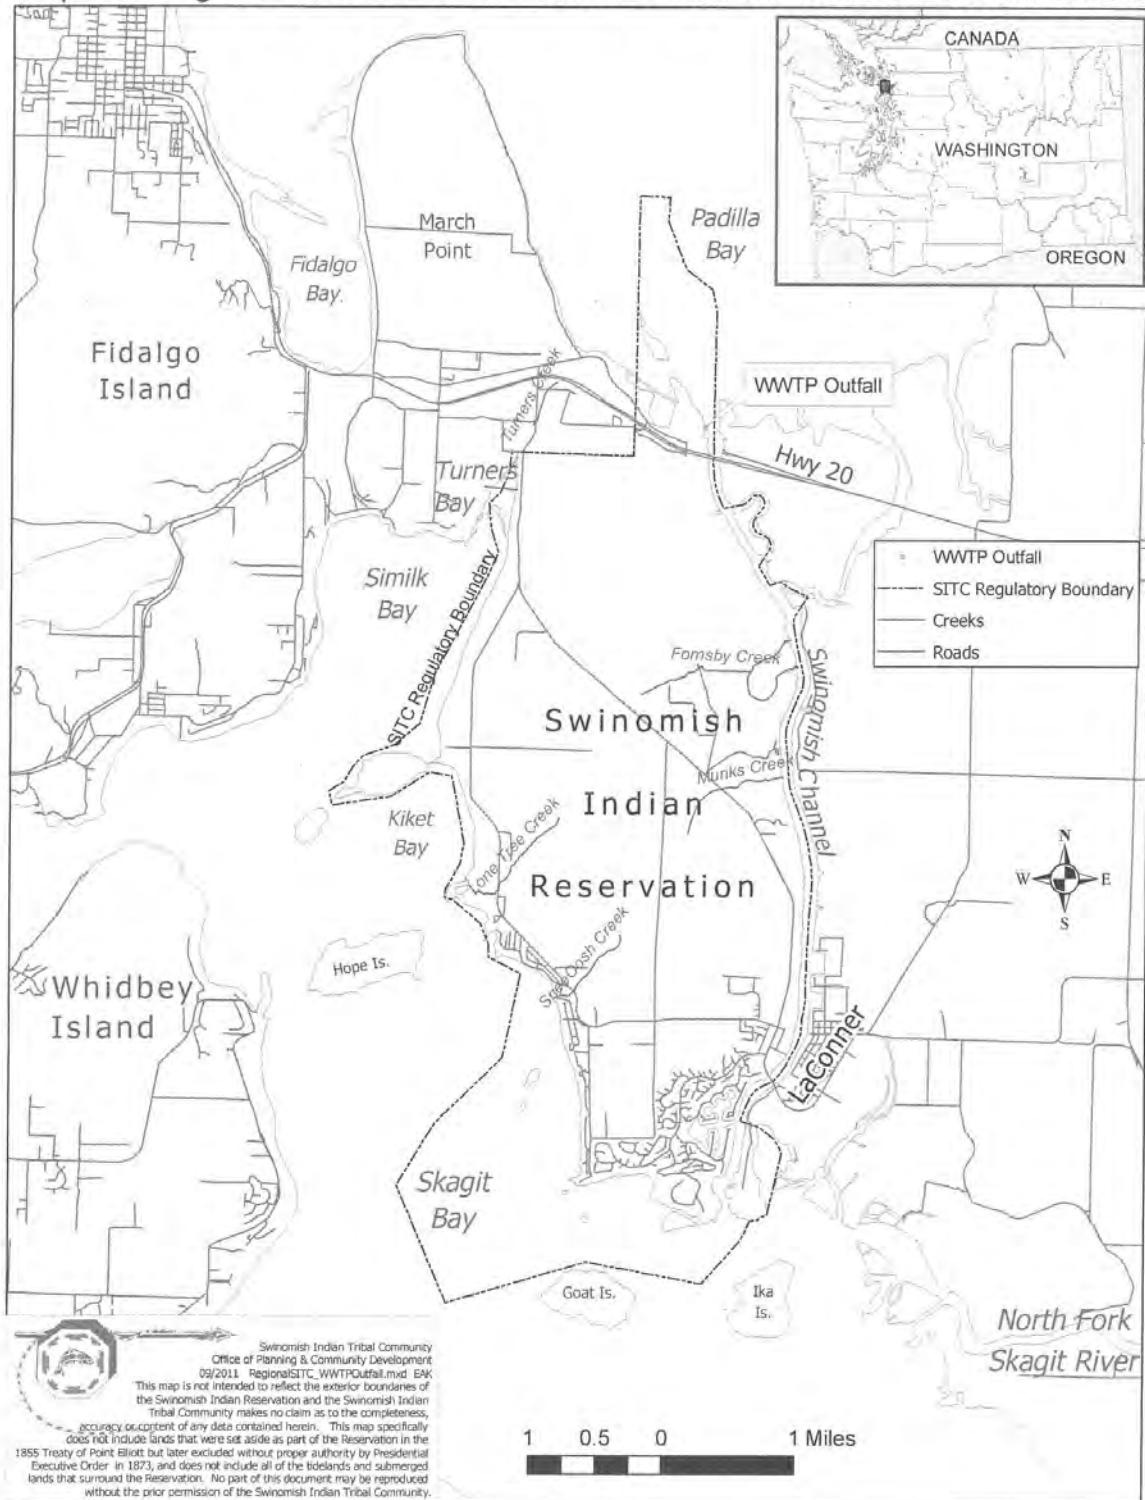 CANADA
WASHINGTON
OREGON
March
Point
Padilla
Bay
Fidalgo
Bay
Fidalgo
Island
WWTP Outfall
Turners Creek
Hwy 20
Turners
Bay
Similk
Bay
SITC Regulatory Boundary
WWTP Outfall
SITC Regulatory Boundary
Creeks
Roads
Fornsby Creek
Swinomish Channel
Swinomish
Munks Creek
Indian
Kiket
Bay
Lone Tree Creek
Reservation
N
W
E
S
SneeOosh Creek
Hope Is.
Whidbey
Island
LaConner
Skagit
Bay
Goat Is.
Ika
Is.
North Fork
Skagit River
Swinomish Indian Tribal Community
Office of Planning & Community Development
09/2011 RegionalSITC_WWTPOutfall.mxd EAK
This map is not intended to reflect the exterior boundaries of
the Swinomish Indian Reservation and the Swinomish Indian
Tribal Community makes no claim as to the completeness,
accuracy or content of any data contained herein. This map specifically
does not include lands that were set aside as part of the Reservation in the
1855 Treaty of Point Elliott but later excluded without proper authority by Presidential
Executive Order in 1873, and does not include all of the tidelands and submerged
lands that surround the Reservation. No part of this document may be reproduced
without the prior permission of the Swinomish Indian Tribal Community.
1 0.5 0 1 Miles